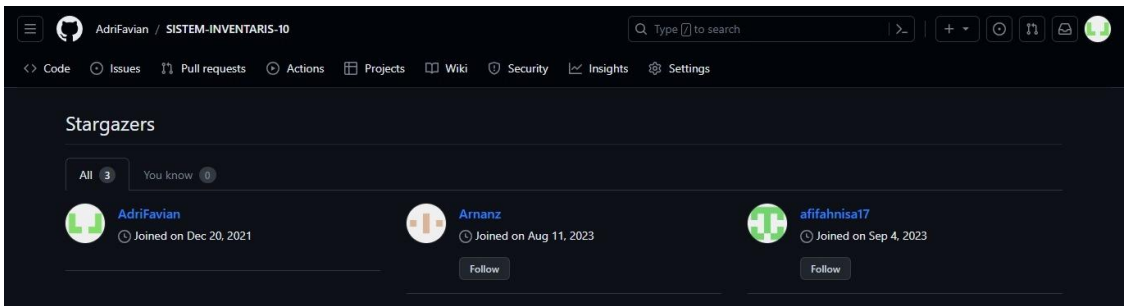 AdriFavian / SISTEM-INVENTARIS-10
Type / to search
Code Issues Pull requests Actions Projects Wiki Security Insights Settings
Stargazers
All 3 You know 0
AdriFavian
Joined on Dec 20, 2021
Arnanz
Joined on Aug 11, 2023
Follow
afifahnisa17
Joined on Sep 4, 2023
Follow